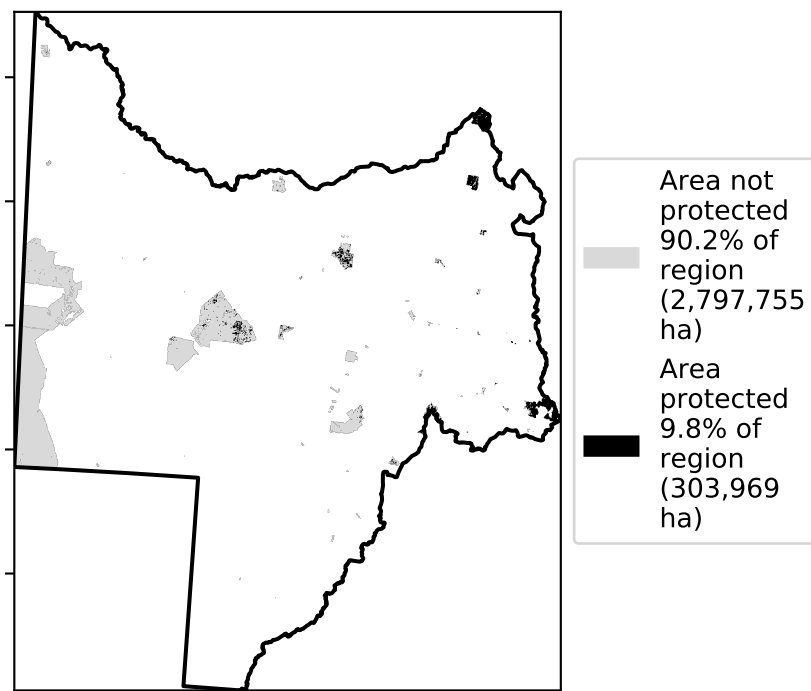 Area not
protected
90.2% of
region
(2,797,755
ha)
Area
protected
9.8% of
region
(303,969
ha)